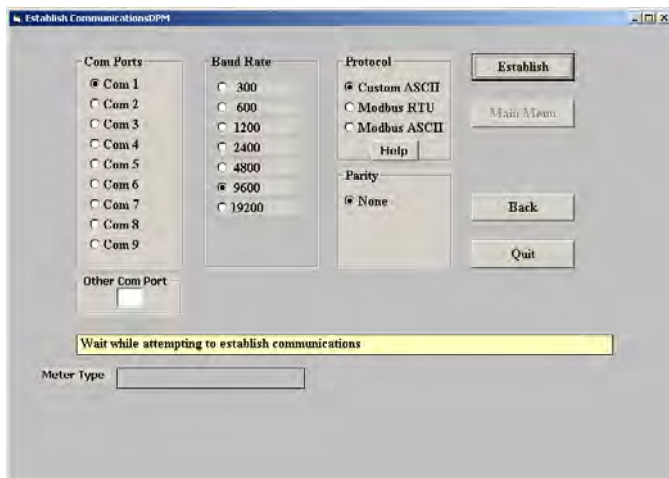 Establish CommunicationsDPM
Com Ports
Com 1
Com 2
Com 3
Com 4
Com 5
Com 6
Com 7
Com 8
Com 9
Other Com Port
Baud Rate
300
600
1200
2400
4800
9600
19200
Protocol
Custom ASCII
Modbus RTU
Modbus ASCII
Help
Parity
None
Establish
Main Menu
Back
Quit
Wait while attempting to establish communications
Meter Type